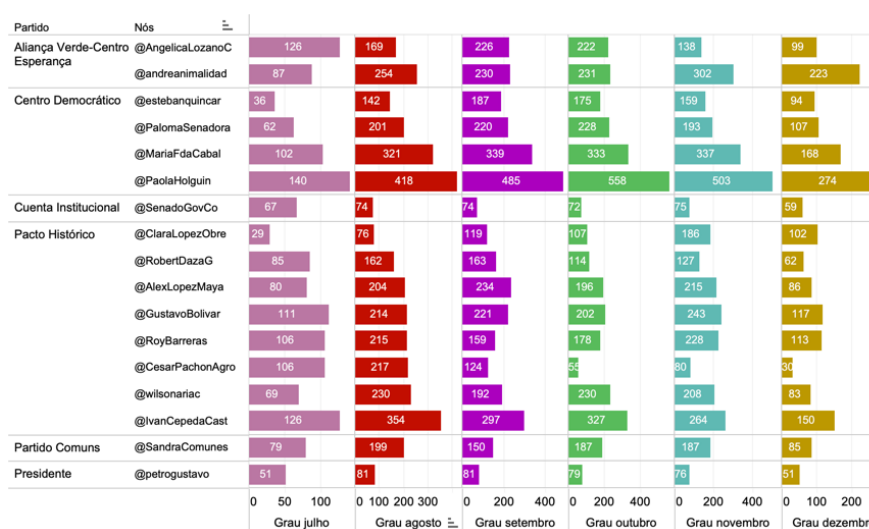 Partido Nós
Aliança Verde-Centro Esperança @AngelicaLozanoC 126 169 226 222 138 99
@andreanimalidad 87 254 230 231 302 223
Centro Democrático @estebanquincar 36 142 187 175 159 94
@PalomaSenadora 62 201 220 228 193 107
@MariaFdaCabal 102 321 339 333 337 168
@PaolaHolguin 140 418 485 558 503 274
Cuenta Institucional @SenadoGovCo 67 74 74 72 75 59
Pacto Histórico @ClaraLopezObre 29 76 119 107 186 102
@RobertDazaG 85 162 163 114 127 62
@AlexLopezMaya 80 204 234 196 215 86
@GustavoBolivar 111 214 221 202 243 117
@RoyBarreras 106 215 159 178 228 113
@CesarPachonAgro 106 217 124 55 80 30
@wilsonariac 69 230 192 230 208 83
@IvanCepedaCast 126 354 297 327 264 150
Partido Comuns @SandraComunes 79 199 150 187 187 85
Presidente @petrogustavo 51 81 81 79 76 51
0 50 100 0 100 200 300 0 200 400 0 200 400 0 200 400 0 100 200
Grau julho Grau agosto Grau setembro Grau outubro Grau novembro Grau dezembr